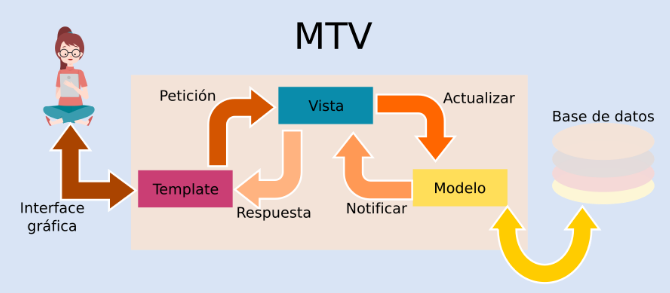 MTV
Petición
Vista
Actualizar
Base de datos
Template
Modelo
Interface
gráfica
Respuesta
Notificar